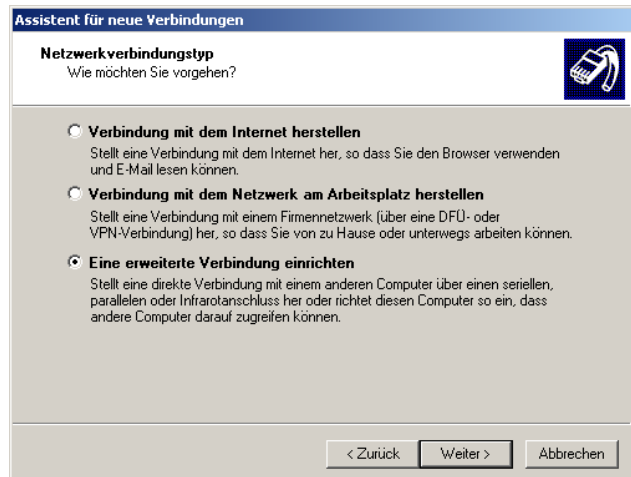 Assistent für neue Verbindungen
Netzwerkverbindungstyp
Wie möchten Sie vorgehen?
Verbindung mit dem Internet herstellen
Stellt eine Verbindung mit dem Internet her, so dass Sie den Browser verwenden
und E-Mail lesen können.
Verbindung mit dem Netzwerk am Arbeitsplatz herstellen
Stellt eine Verbindung mit einem Firmennetzwerk (über eine DFÜ- oder
VPN-Verbindung) her, so dass Sie von zu Hause oder unterwegs arbeiten können.
Eine erweiterte Verbindung einrichten
Stellt eine direkte Verbindung mit einem anderen Computer über einen seriellen,
parallelen oder Infrarotanschluss her oder richtet diesen Computer so ein, dass
andere Computer darauf zugreifen können.
< Zurück Weiter > Abbrechen